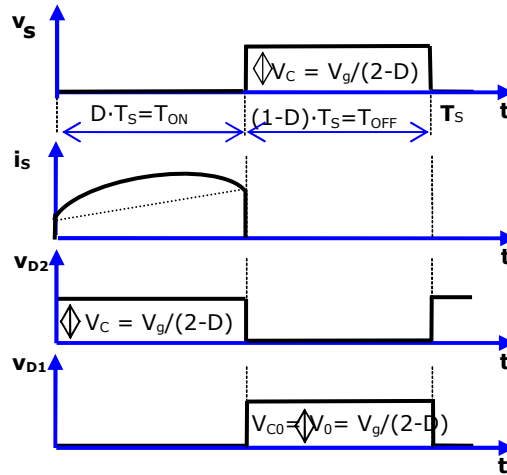 vS
VC = Vg/(2-D)
D·TS=TON
(1-D)·TS=TOFF
TS
t
iS
t
vD2
VC = Vg/(2-D)
t
vD1
VC0= V0= Vg/(2-D)
t